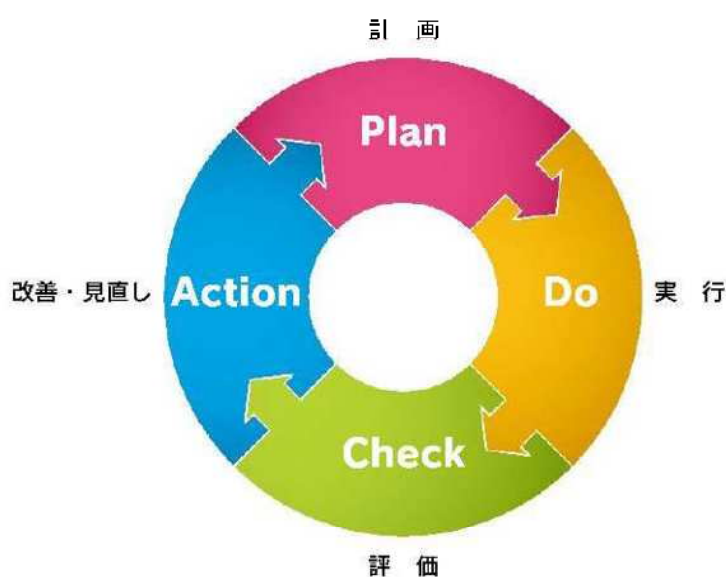 計　画
Plan
Do
実　行
Check
評　価
Action
改善・見直し